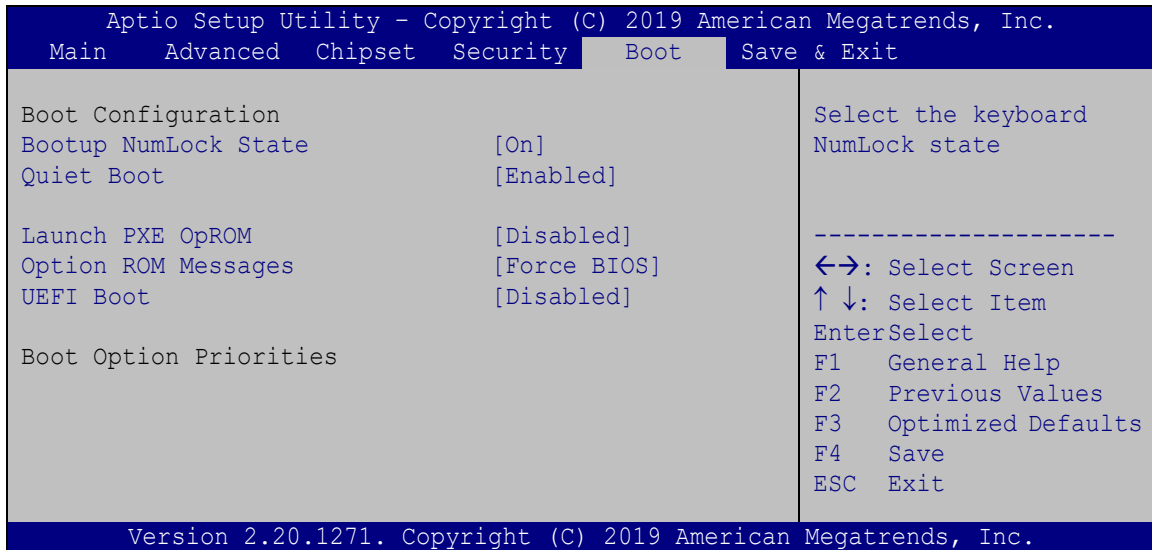 Aptio Setup Utility – Copyright (C) 2019 American Megatrends, Inc.
Main Advanced Chipset Security Boot Save & Exit
Boot Configuration
Bootup NumLock State [On]
Quiet Boot [Enabled]
Launch PXE OpROM [Disabled]
Option ROM Messages [Force BIOS]
UEFI Boot [Disabled]
Boot Option Priorities
Select the keyboard
NumLock state
---------------------
←→: Select Screen
↑ ↓: Select Item
EnterSelect
F1 General Help
F2 Previous Values
F3 Optimized Defaults
F4 Save
ESC Exit
Version 2.20.1271. Copyright (C) 2019 American Megatrends, Inc.